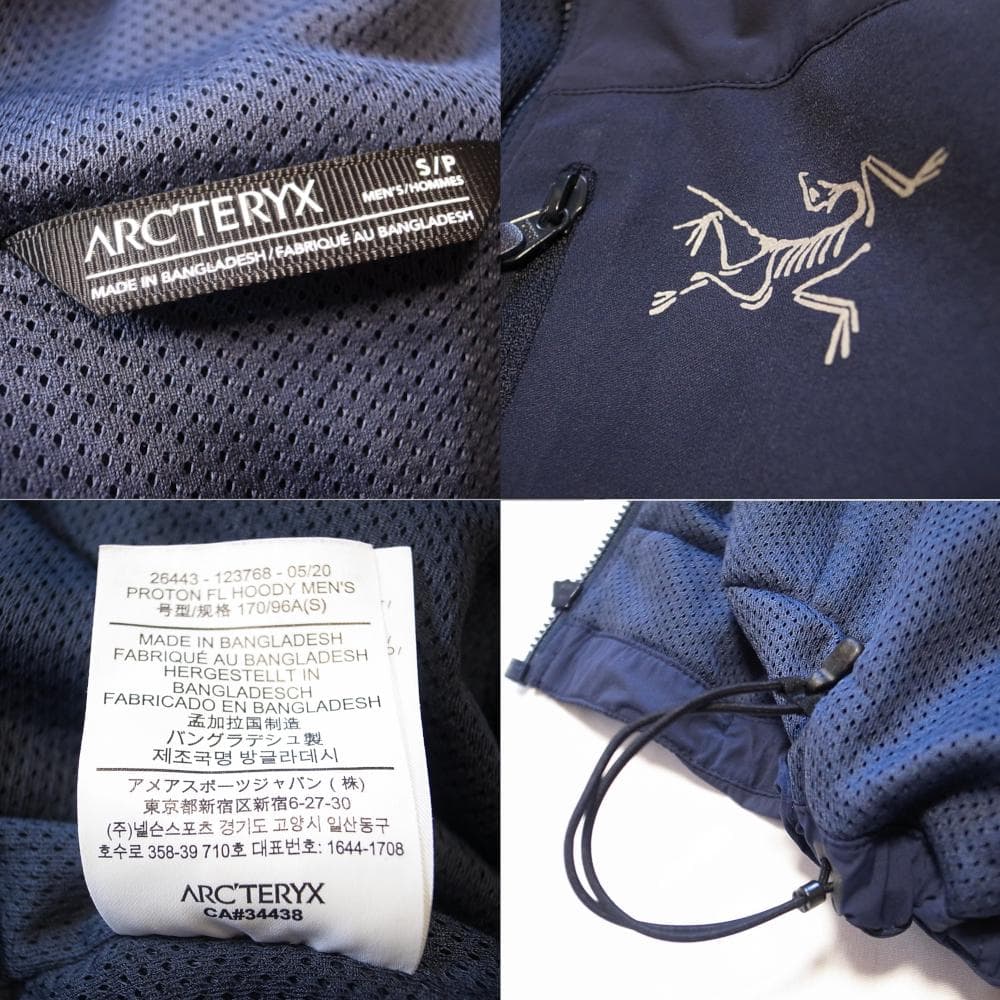 S/P
MEN'S/HOMMES
ARC'TERYX
MADE IN BANGLADESH/FABRIQUÉ AU BANGLADESH
26443 - 123768 - 05/20
PROTON FL HOODY MEN'S
号型/规格 170/96A(S)
MADE IN BANGLADESH
FABRIQUÉ AU BANGLADESH
HERGESTELLT IN
BANGLADESCH
FABRICADO EN BANGLADESH
孟加拉国制造
バングラデシュ製
제조국명 방글라데시
アメアスポーツジャパン (株)
東京都新宿区新宿6-27-30
(주)넬슨스포츠 경기도 고양시 일산동구
호수로 358-39 710호 대표번호: 1644-1708
ARC'TERYX
CA#34438